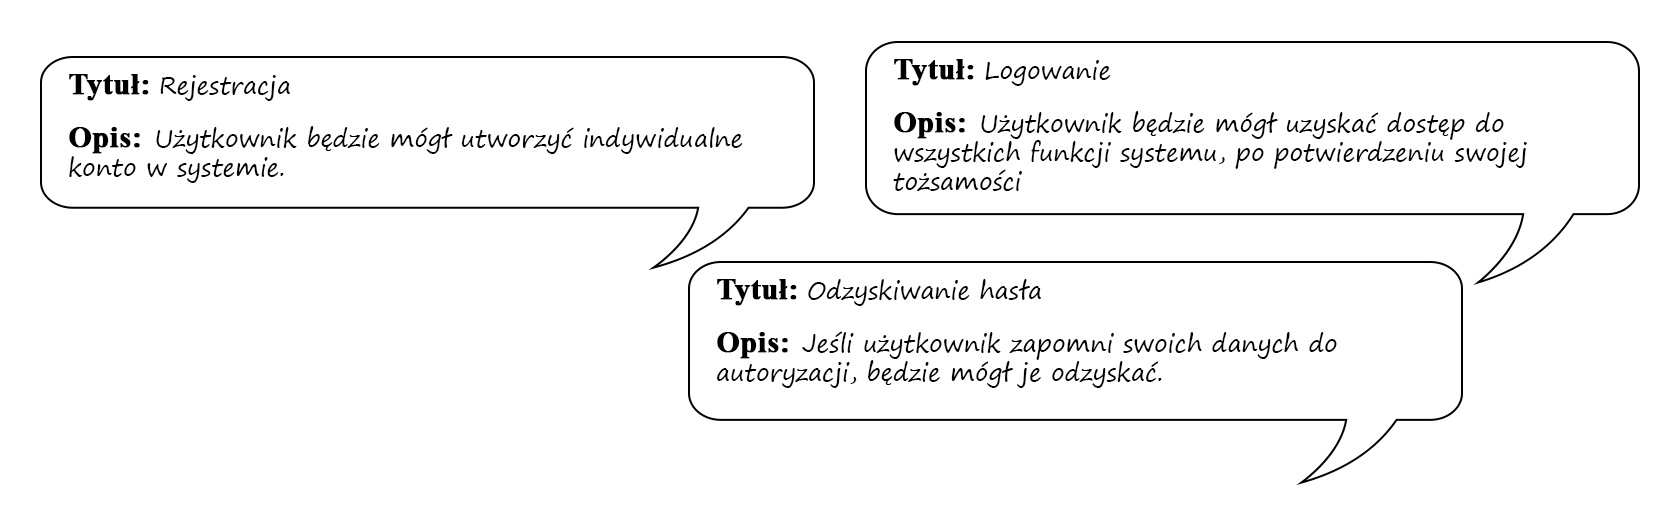 Tytuł: Rejestracja
Opis: Użytkownik będzie mógł utworzyć indywidualne
konto w systemie.
Tytuł: Logowanie
Opis: Użytkownik będzie mógł uzyskać dostęp do
wszystkich funkcji systemu, po potwierdzeniu swojej
tożsamości
Tytuł: Odzyskiwanie hasła
Opis: Jeśli użytkownik zapomni swoich danych do
autoryzacji, będzie mógł je odzyskać.